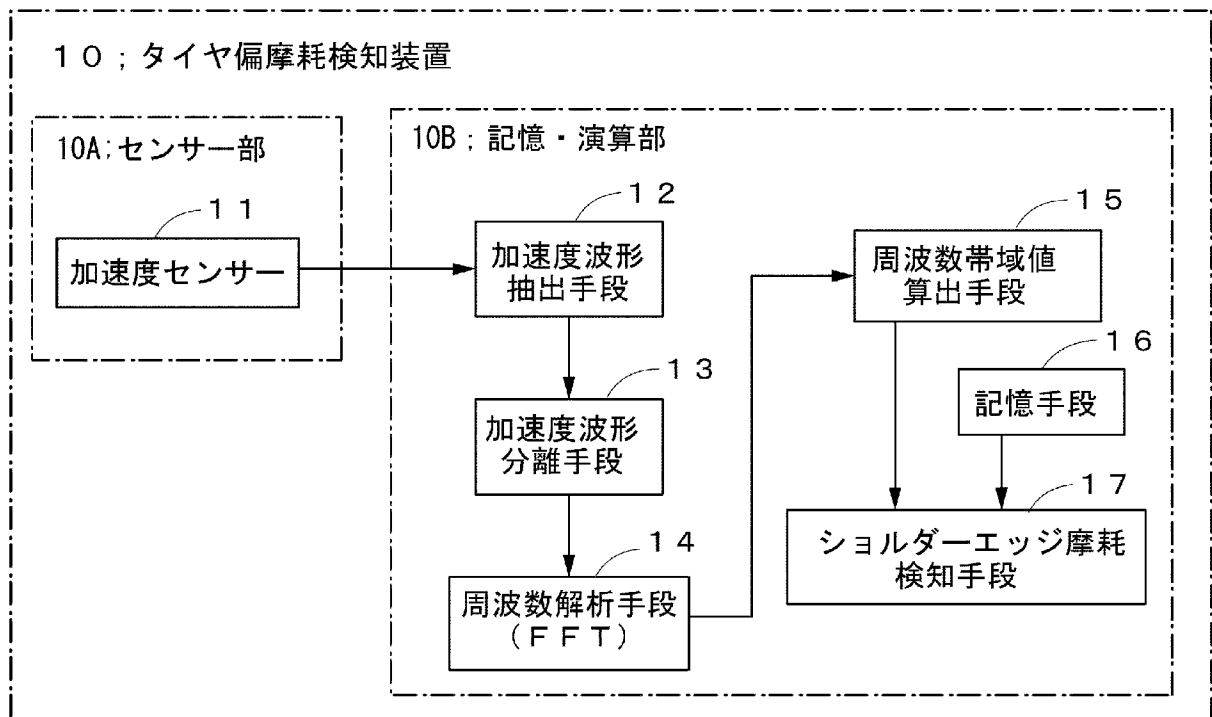 １０；タイヤ偏摩耗検知装置
10A;センサー部
１１
加速度センサー
10B；記憶・演算部
１２
加速度波形
抽出手段
１３
加速度波形
分離手段
１４
周波数解析手段
（ＦＦＴ）
１５
周波数帯域値
算出手段
１６
記憶手段
１７
ショルダーエッジ摩耗
検知手段